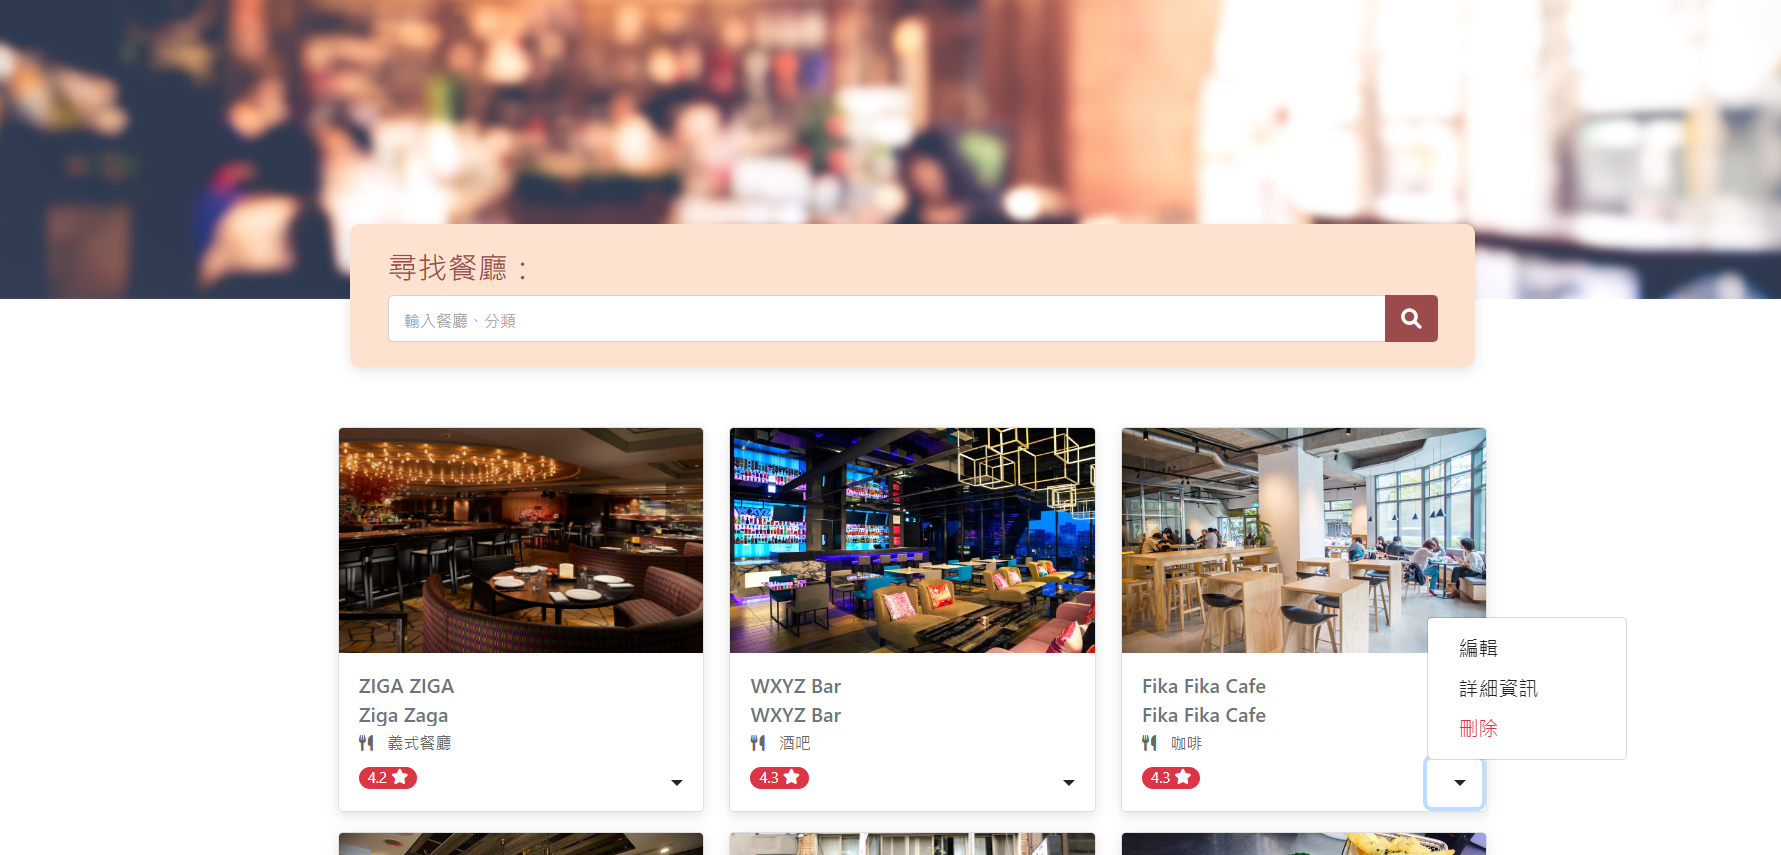 尋找餐廳：
輸入餐廳、分類
ZIGA ZIGA
Ziga Zaga
義式餐廳
4.2
WXYZ Bar
WXYZ Bar
酒吧
4.3
Fika Fika Cafe
Fika Fika Cafe
咖啡
4.3
編輯
詳細資訊
刪除